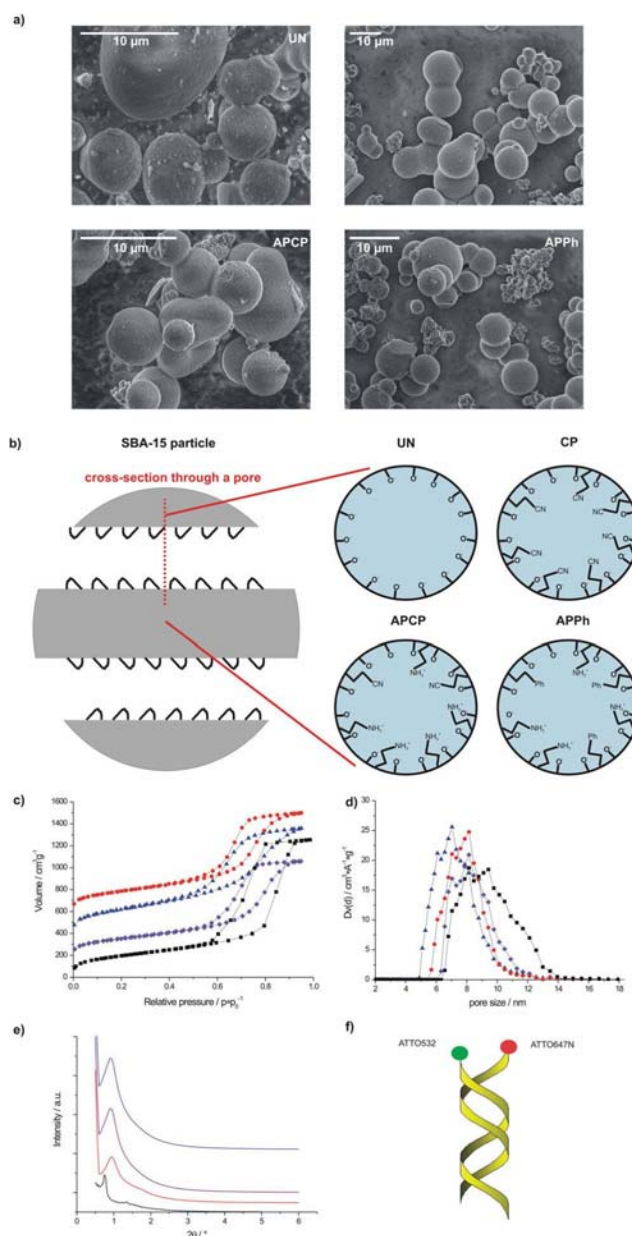 a)
10 µm
UN
10 µm
10 µm
APCP
10 µm
APPh
b)
SBA-15 particle
cross-section through a pore
UN
CP
O O O O O O O O O O O O
CN
NC
NC
CN
CN
CN
APCP
APPh
NH₃⁺
CN
NC
NH₃⁺
NH₃⁺
NH₃⁺
NH₃⁺
Ph
Ph
NH₃⁺
NH₃⁺
NH₃⁺
Ph
c)
Volume / cm³g⁻¹
1600
1400
1200
1000
800
600
400
200
0
0.0 0.2 0.4 0.6 0.8 1.0
Relative pressure / p•p₀⁻¹
d)
Dv(d) / cm³•A⁻¹•g⁻¹
30
25
20
15
10
5
0
2 4 6 8 10 12 14 16 18
pore size / nm
e)
Intensity / a.u.
0 1 2 3 4 5 6
2θ / °
f)
ATTO532
ATTO647N